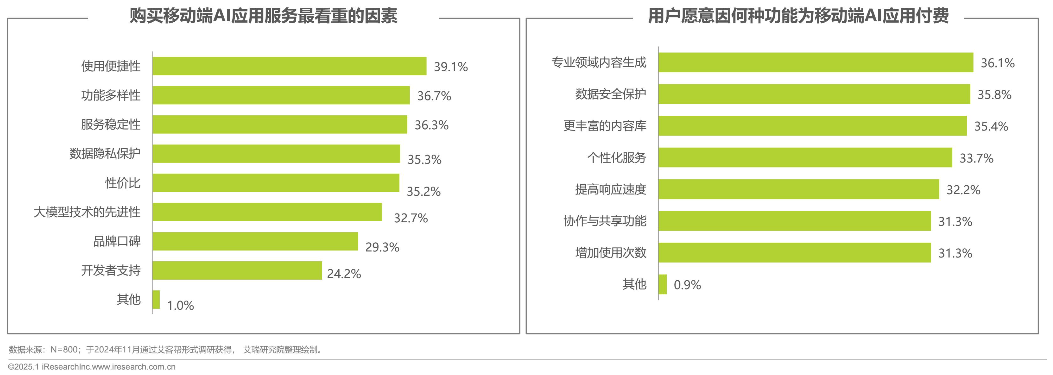 购买移动端AI应用服务最看重的因素
使用便捷性 39.1%
功能多样性 36.7%
服务稳定性 36.3%
数据隐私保护 35.3%
性价比 35.2%
大模型技术的先进性 32.7%
品牌口碑 29.3%
开发者支持 24.2%
其他 1.0%
用户愿意因何种功能为移动端AI应用付费
专业领域内容生成 36.1%
数据安全保护 35.8%
更丰富的内容库 35.4%
个性化服务 33.7%
提高响应速度 32.2%
协作与共享功能 31.3%
增加使用次数 31.3%
其他 0.9%
数据来源：N=800；于2024年11月通过艾客帮形式调研获得， 艾瑞研究院整理绘制。
©2025.1 iResearchInc.www.iresearch.com.cn